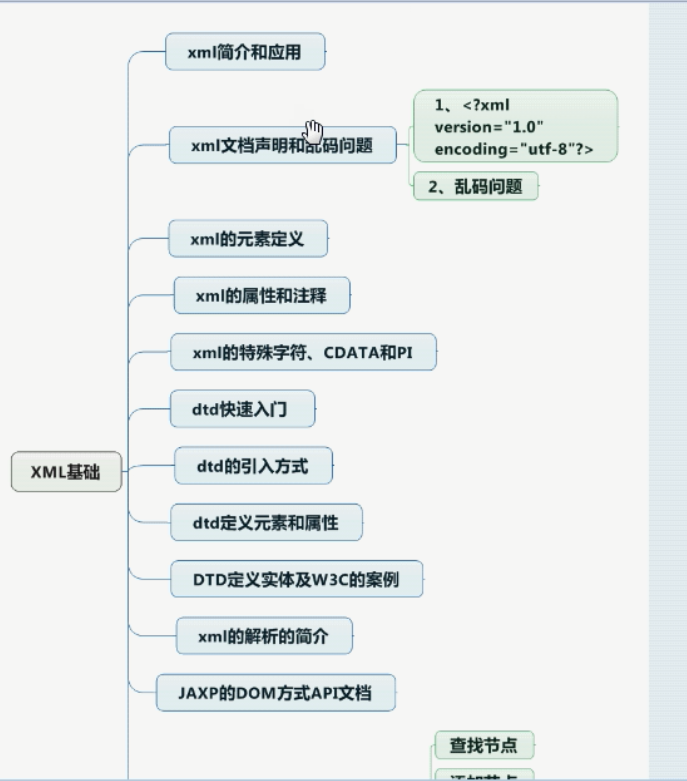 xml简介和应用
1、<?xml
version="1.0"
encoding="utf-8"?>
xml文档声明和乱码问题
2、乱码问题
xml的元素定义
xml的属性和注释
xml的特殊字符、CDATA和PI
dtd快速入门
XML基础
dtd的引入方式
dtd定义元素和属性
DTD定义实体及W3C的案例
xml的解析的简介
JAXP的DOM方式API文档
查找节点